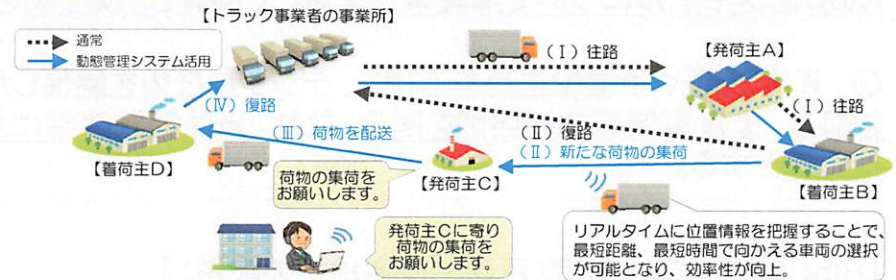 【トラック事業者の事業所】
通常
動態管理システム活用
(Ⅰ) 往路
【発荷主A】
(Ⅰ) 往路
(Ⅳ) 復路
(Ⅱ) 復路
(Ⅱ) 新たな荷物の集荷
(Ⅲ) 荷物を配送
【着荷主D】
【発荷主C】
【着荷主B】
荷物の集荷を
お願いします。
発荷主Cに寄り
荷物の集荷を
お願いします。
リアルタイムに位置情報を把握することで、
最短距離、最短時間で向かえる車両の選択
が可能となり、効率性が向上。